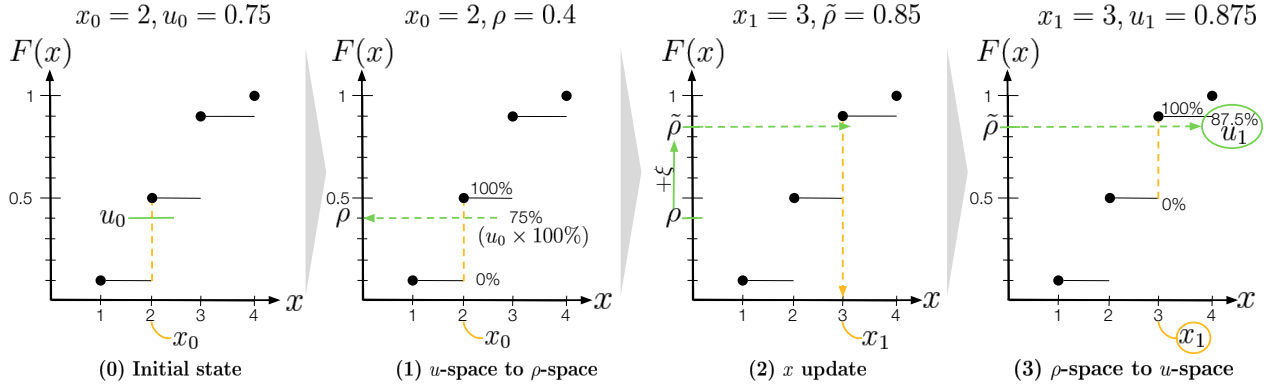 x₀ = 2, u₀ = 0.75
F(x)
1
0.5
u₀
x
1 2 3 4
x₀
(0) Initial state
x₀ = 2, ρ = 0.4
F(x)
1
0.5
100%
ρ
75%
(u₀ × 100%)
0%
x
1 2 3 4
x₀
(1) u-space to ρ-space
x₁ = 3, ρ̃ = 0.85
F(x)
1
ρ̃
+ξ
0.5
ρ
x
1 2 3 4
x₁
(2) x update
x₁ = 3, u₁ = 0.875
F(x)
1
100%
87.5%
ρ̃
u₁
0.5
0%
x
1 2 3 4
x₁
(3) ρ-space to u-space